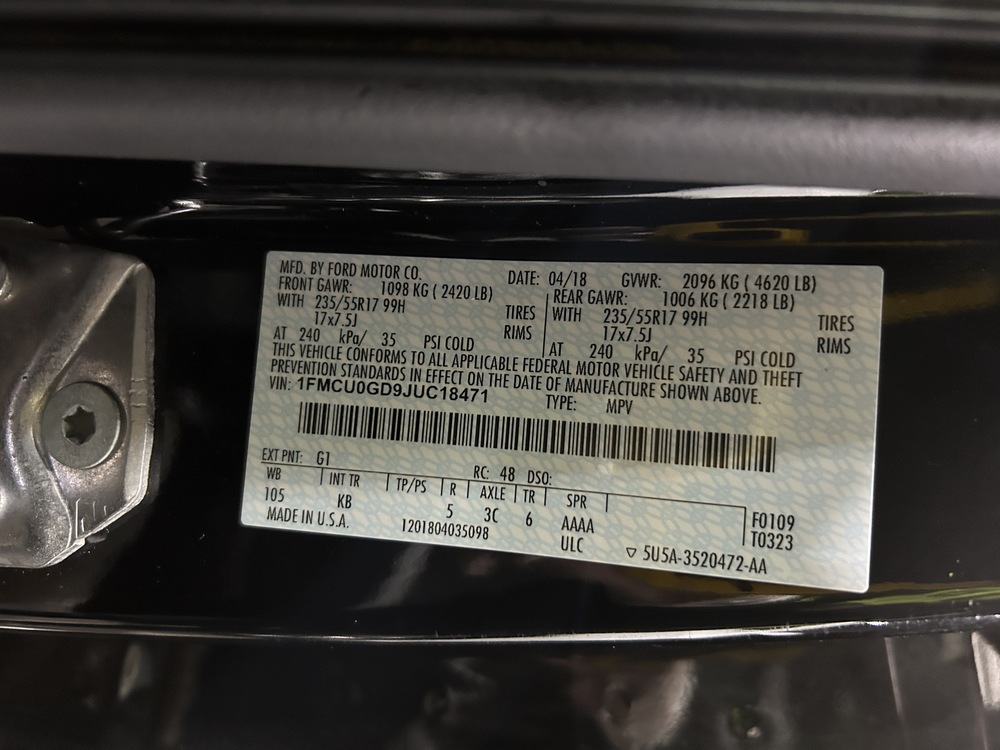 MFD. BY FORD MOTOR CO. DATE: 04/18 GVWR: 2096 KG ( 4620 LB)
FRONT GAWR: 1098 KG ( 2420 LB) REAR GAWR: 1006 KG ( 2218 LB)
WITH 235/55R17 99H TIRES WITH 235/55R17 99H TIRES
17x7.5J RIMS 17x7.5J RIMS
AT 240 kPa/ 35 PSI COLD AT 240 kPa/ 35 PSI COLD
THIS VEHICLE CONFORMS TO ALL APPLICABLE FEDERAL MOTOR VEHICLE SAFETY AND THEFT
PREVENTION STANDARDS IN EFFECT ON THE DATE OF MANUFACTURE SHOWN ABOVE.
VIN: 1FMCU0GD9JUC18471 TYPE: MPV
EXT PNT: G1 RC: 48 DSO:
WB INT TR TP/PS R AXLE TR SPR
105 KB 5 3C 6 AAAA F0109
MADE IN U.S.A. 1201804035098 ULC T0323
▽ 5U5A-3520472-AA